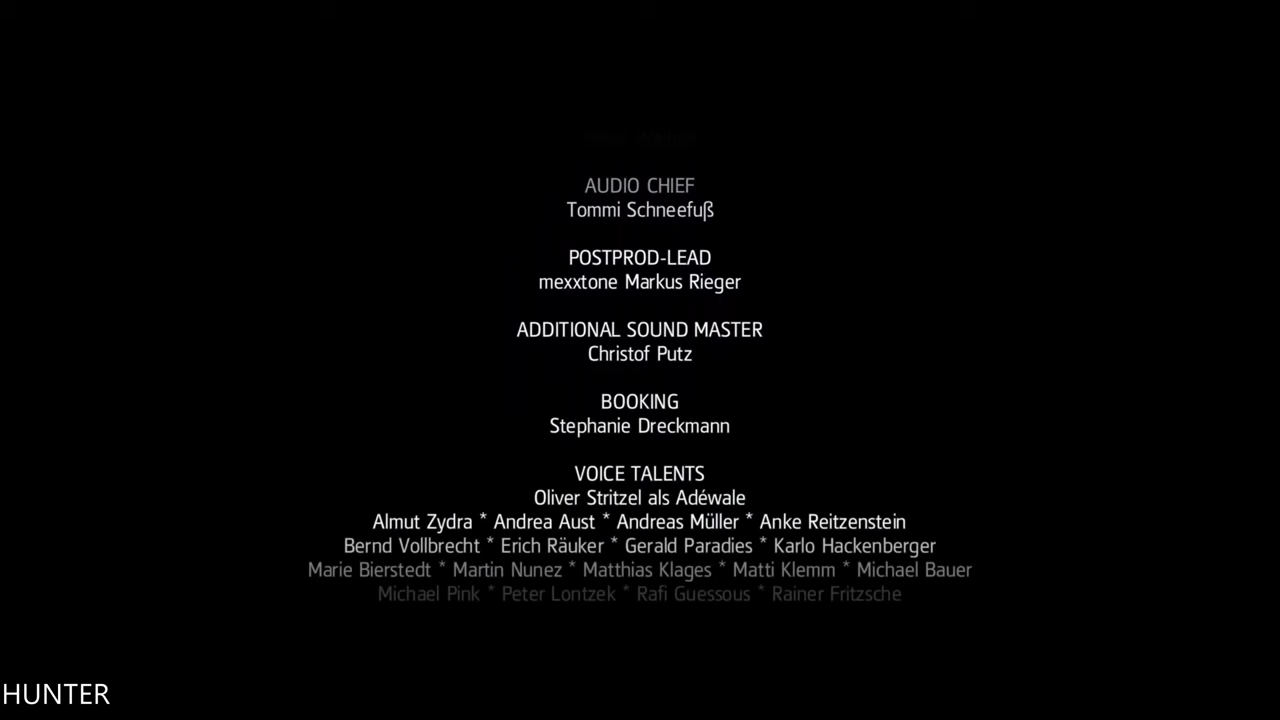 AUDIO CHIEF
Tommi Schneefuß
POSTPROD-LEAD
mexxtone Markus Rieger
ADDITIONAL SOUND MASTER
Christof Putz
BOOKING
Stephanie Dreckmann
VOICE TALENTS
Oliver Stritzel als Adéwale
Almut Zydra * Andrea Aust * Andreas Müller * Anke Reitzenstein
Bernd Vollbrecht * Erich Räuker * Gerald Paradies * Karlo Hackenberger
Marie Bierstedt * Martin Nunez * Matthias Klages * Matti Klemm * Michael Bauer
Michael Pink * Peter Lontzek * Rafi Guessous * Rainer Fritzsche
HUNTER